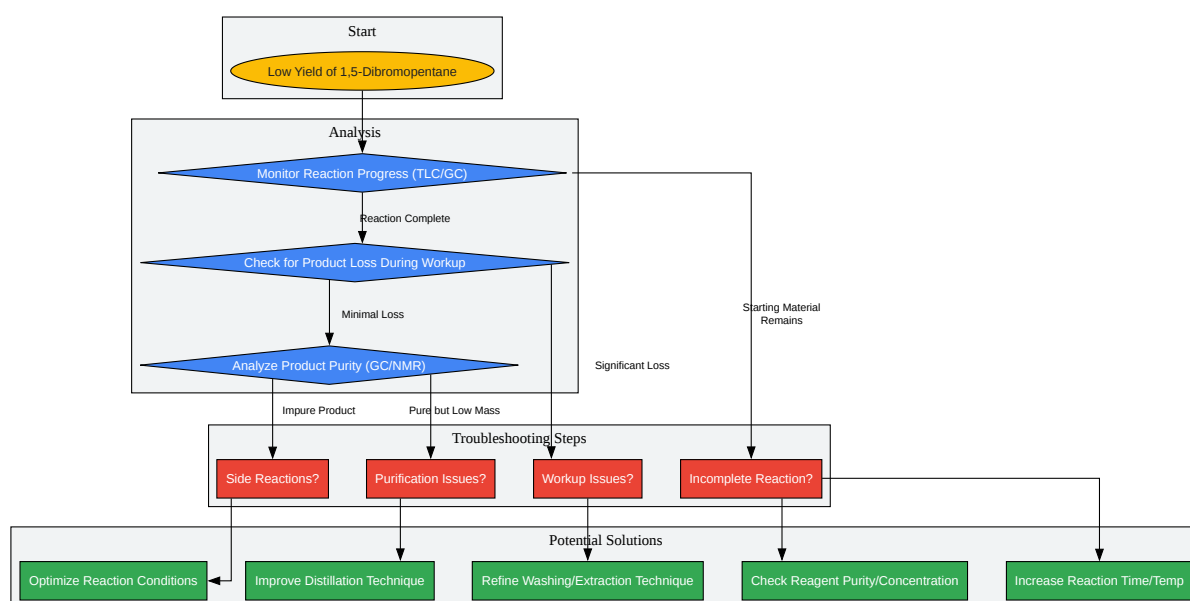 Start
Low Yield of 1,5-Dibromopentane
Analysis
Monitor Reaction Progress (TLC/GC)
Reaction Complete
Check for Product Loss During Workup
Starting Material
Remains
Minimal Loss
Analyze Product Purity (GC/NMR)
Significant Loss
Impure Product
Pure but Low Mass
Troubleshooting Steps
Side Reactions?
Purification Issues?
Workup Issues?
Incomplete Reaction?
Potential Solutions
Optimize Reaction Conditions
Improve Distillation Technique
Refine Washing/Extraction Technique
Check Reagent Purity/Concentration
Increase Reaction Time/Temp